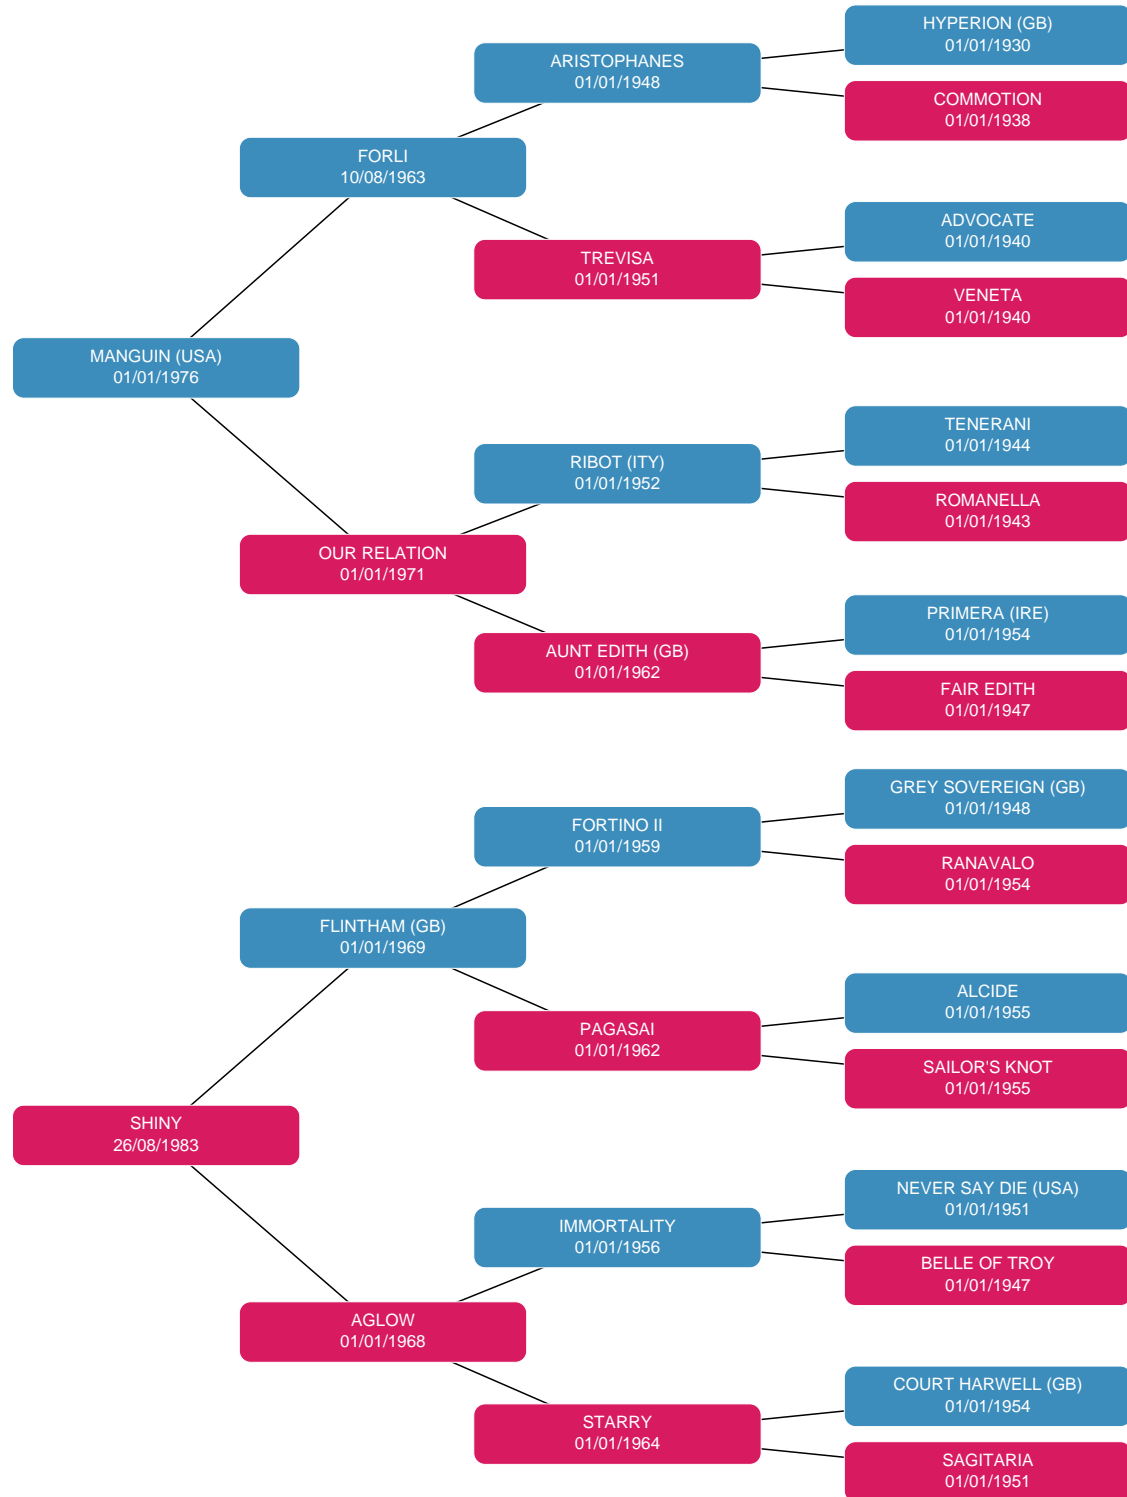 HYPERION (GB)
01/01/1930
ARISTOPHANES
01/01/1948
COMMOTION
01/01/1938
FORLI
10/08/1963
ADVOCATE
01/01/1940
TREVISA
01/01/1951
VENETA
01/01/1940
MANGUIN (USA)
01/01/1976
TENERANI
01/01/1944
RIBOT (ITY)
01/01/1952
ROMANELLA
01/01/1943
OUR RELATION
01/01/1971
PRIMERA (IRE)
01/01/1954
AUNT EDITH (GB)
01/01/1962
FAIR EDITH
01/01/1947
GREY SOVEREIGN (GB)
01/01/1948
FORTINO II
01/01/1959
RANAVALO
01/01/1954
FLINTHAM (GB)
01/01/1969
ALCIDE
01/01/1955
PAGASAI
01/01/1962
SAILOR'S KNOT
01/01/1955
SHINY
26/08/1983
NEVER SAY DIE (USA)
01/01/1951
IMMORTALITY
01/01/1956
BELLE OF TROY
01/01/1947
AGLOW
01/01/1968
COURT HARWELL (GB)
01/01/1954
STARRY
01/01/1964
SAGITARIA
01/01/1951